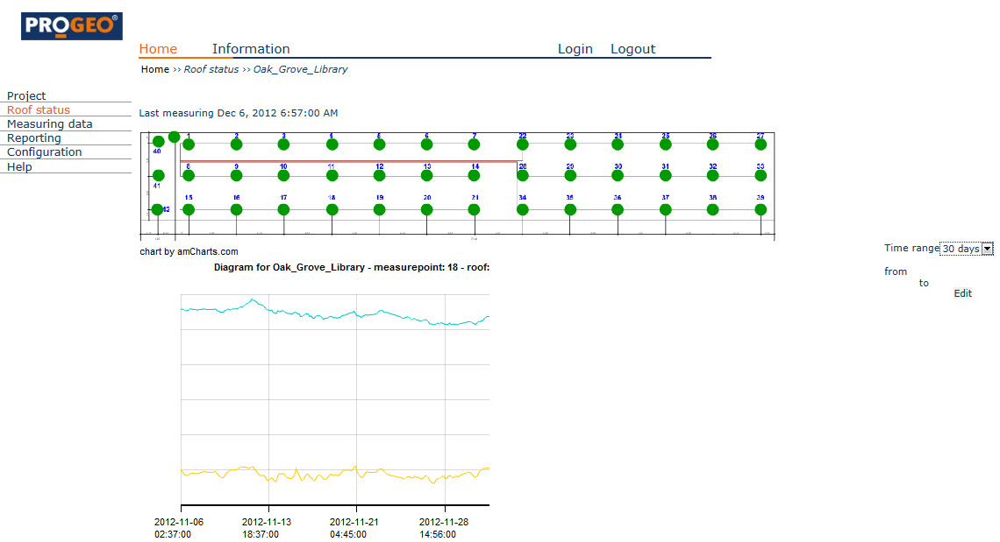 PROGEO®
Home Information Login Logout
Home >> Roof status >> Oak_Grove_Library
Project
Roof status
Measuring data
Reporting
Configuration
Help
Last measuring Dec 6, 2012 6:57:00 AM
1 2 3 4 5 6 7 22 23 24 25 26 27
40
8 9 10 11 12 13 14 28 29 30 31 32 33
41
15 16 17 18 19 20 21 34 35 36 37 38 39
42
chart by amCharts.com
Time range 30 days
from
to
Edit
Diagram for Oak_Grove_Library - measurepoint: 18 - roof:
2012-11-06 2012-11-13 2012-11-21 2012-11-28
02:37:00 18:37:00 04:45:00 14:56:00